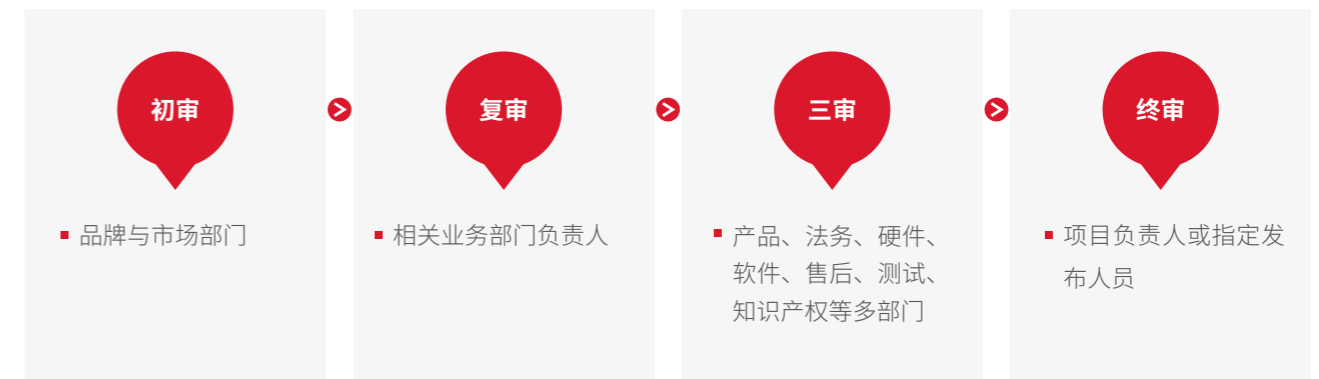 初审
品牌与市场部门
复审
相关业务部门负责人
三审
产品、法务、硬件、
软件、售后、测试、
知识产权等多部门
终审
项目负责人或指定发
布人员